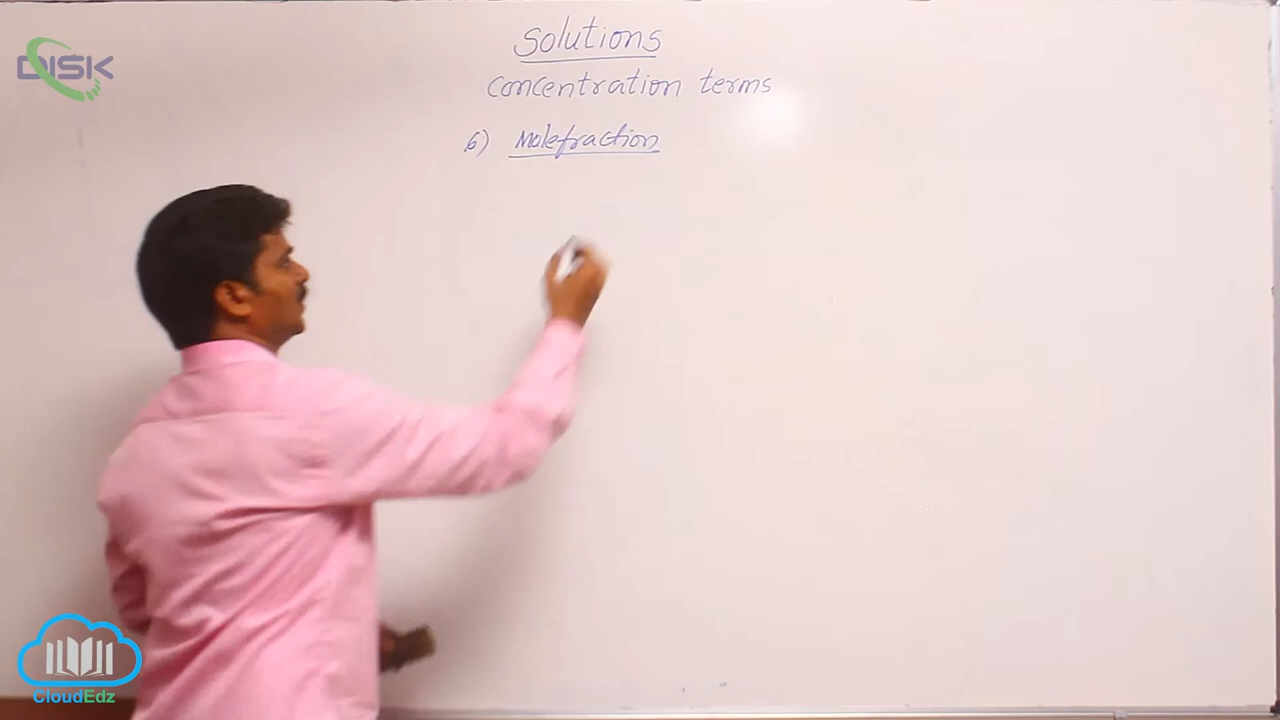 DISK
Solutions
Concentration terms
6) Molefraction
CloudEdz